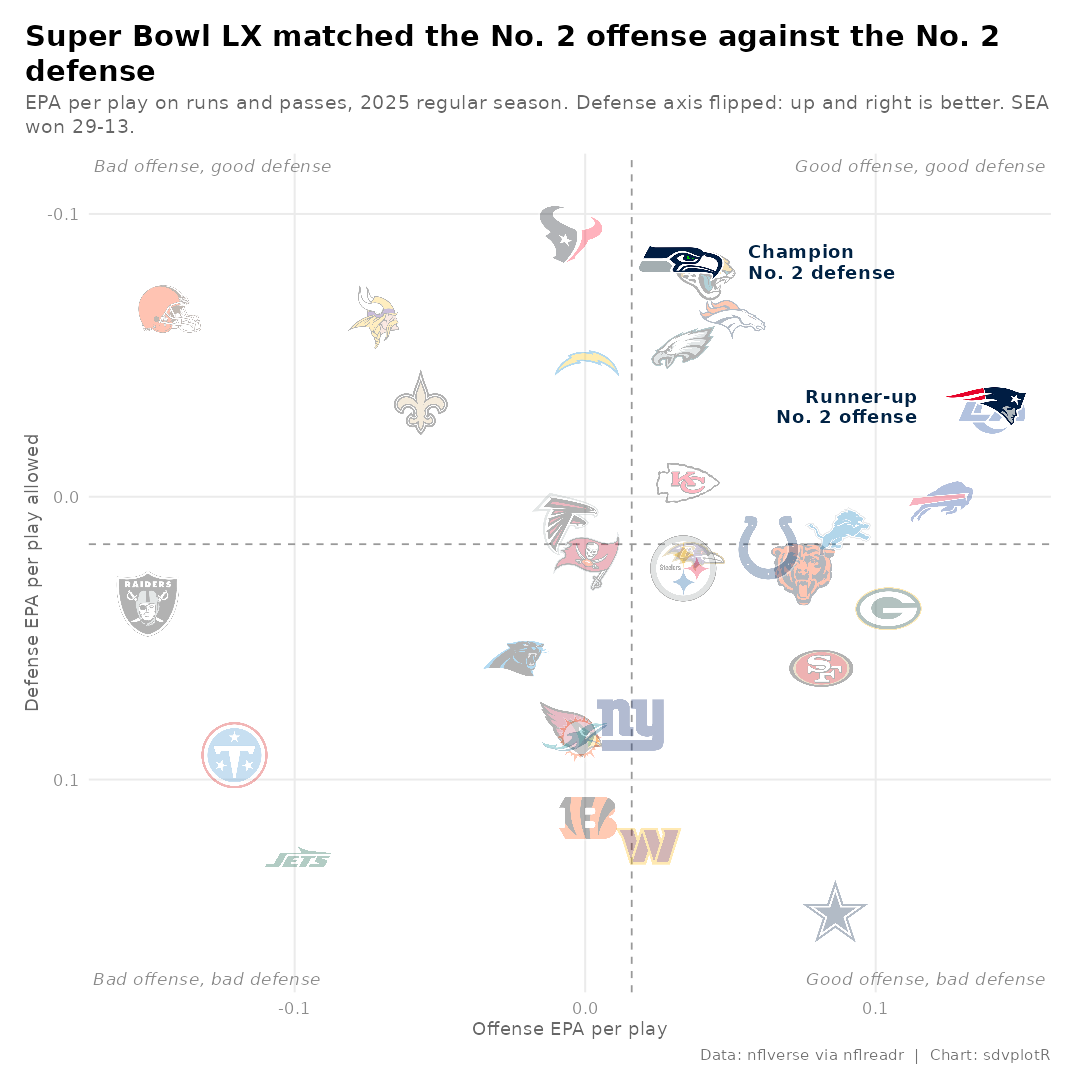 Super Bowl LX matched the No. 2 offense against the No. 2
defense
EPA per play on runs and passes, 2025 regular season. Defense axis flipped: up and right is better. SEA
won 29-13.
Bad offense, good defense
Good offense, good defense
-0.1
Champion
No. 2 defense
Runner-up
No. 2 offense
LA
KC
0.0
Steelers
RAIDERS
G
SF
ny
T
0.1
B
W
JETS
Defense EPA per play allowed
Bad offense, bad defense
Good offense, bad defense
-0.1
0.0
0.1
Offense EPA per play
Data: nflverse via nflreadr | Chart: sdvplotR